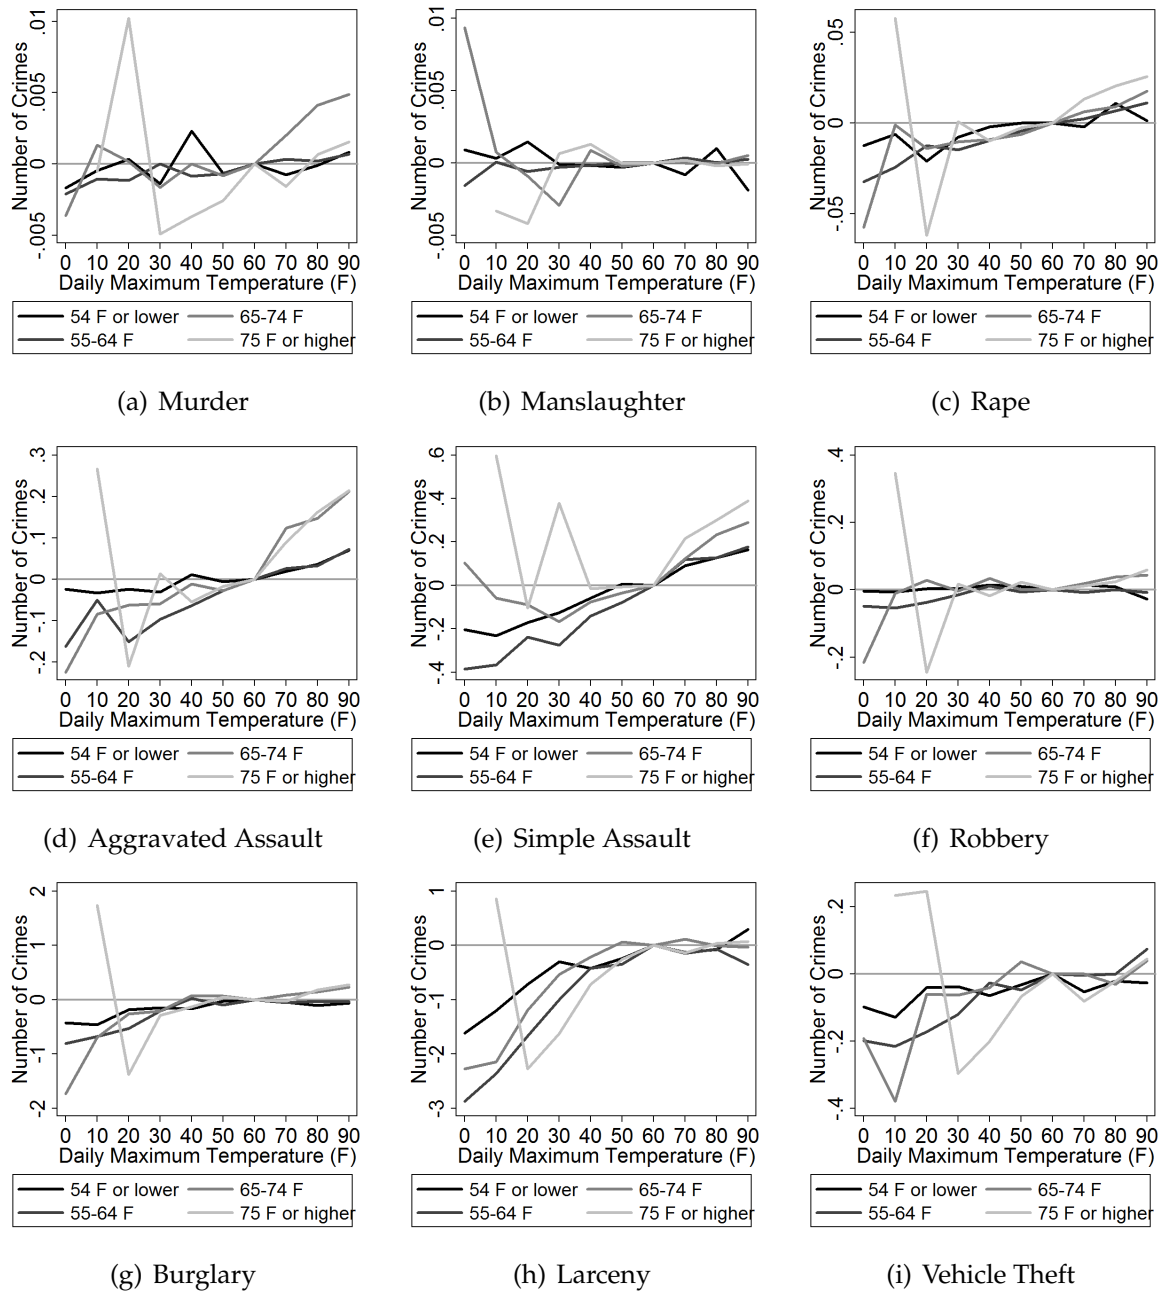 Number of Crimes
.01
.005
0
-.005
0 10 20 30 40 50 60 70 80 90
Daily Maximum Temperature (F)
54 F or lower
65-74 F
55-64 F
75 F or higher
(a) Murder
Number of Crimes
.01
.005
0
-.005
0 10 20 30 40 50 60 70 80 90
Daily Maximum Temperature (F)
54 F or lower
65-74 F
55-64 F
75 F or higher
(b) Manslaughter
Number of Crimes
.05
0
-.05
0 10 20 30 40 50 60 70 80 90
Daily Maximum Temperature (F)
54 F or lower
65-74 F
55-64 F
75 F or higher
(c) Rape
Number of Crimes
.3
.2
.1
0
-.1
-.2
0 10 20 30 40 50 60 70 80 90
Daily Maximum Temperature (F)
54 F or lower
65-74 F
55-64 F
75 F or higher
(d) Aggravated Assault
Number of Crimes
.6
.4
.2
0
-.2
-.4
0 10 20 30 40 50 60 70 80 90
Daily Maximum Temperature (F)
54 F or lower
65-74 F
55-64 F
75 F or higher
(e) Simple Assault
Number of Crimes
.4
.2
0
-.2
0 10 20 30 40 50 60 70 80 90
Daily Maximum Temperature (F)
54 F or lower
65-74 F
55-64 F
75 F or higher
(f) Robbery
Number of Crimes
2
1
0
-1
-2
0 10 20 30 40 50 60 70 80 90
Daily Maximum Temperature (F)
54 F or lower
65-74 F
55-64 F
75 F or higher
(g) Burglary
Number of Crimes
1
0
-1
-2
-3
0 10 20 30 40 50 60 70 80 90
Daily Maximum Temperature (F)
54 F or lower
65-74 F
55-64 F
75 F or higher
(h) Larceny
Number of Crimes
.2
0
-.2
-.4
0 10 20 30 40 50 60 70 80 90
Daily Maximum Temperature (F)
54 F or lower
65-74 F
55-64 F
75 F or higher
(i) Vehicle Theft